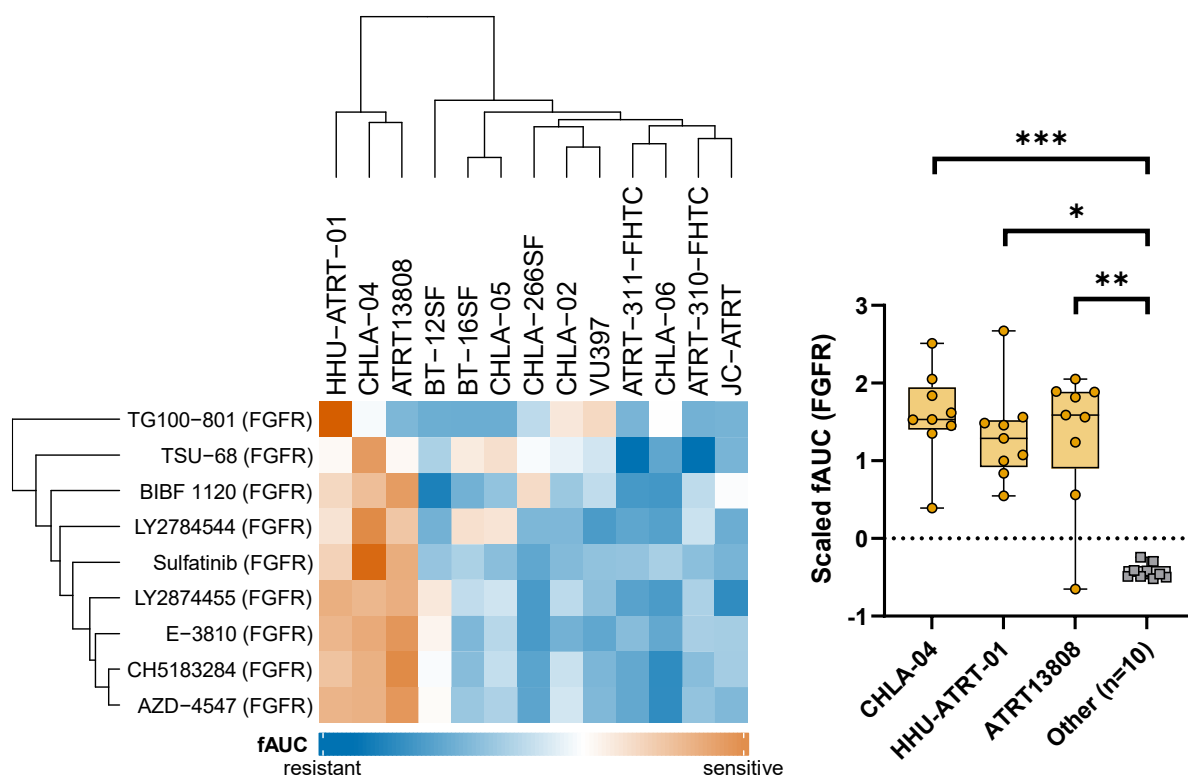 HHU−ATRT−01
CHLA−04
ATRT13808
BT−12SF
BT−16SF
CHLA−05
CHLA−266SF
CHLA−02
VU397
ATRT−311−FHTC
CHLA−06
ATRT−310−FHTC
JC−ATRT
TG100−801 (FGFR)
TSU−68 (FGFR)
BIBF 1120 (FGFR)
LY2784544 (FGFR)
Sulfatinib (FGFR)
LY2874455 (FGFR)
E−3810 (FGFR)
CH5183284 (FGFR)
AZD−4547 (FGFR)
fAUC
resistant
sensitive
***
*
**
Scaled fAUC (FGFR)
3
2
1
0
-1
CHLA-04
HHU-ATRT-01
ATRT13808
Other (n=10)